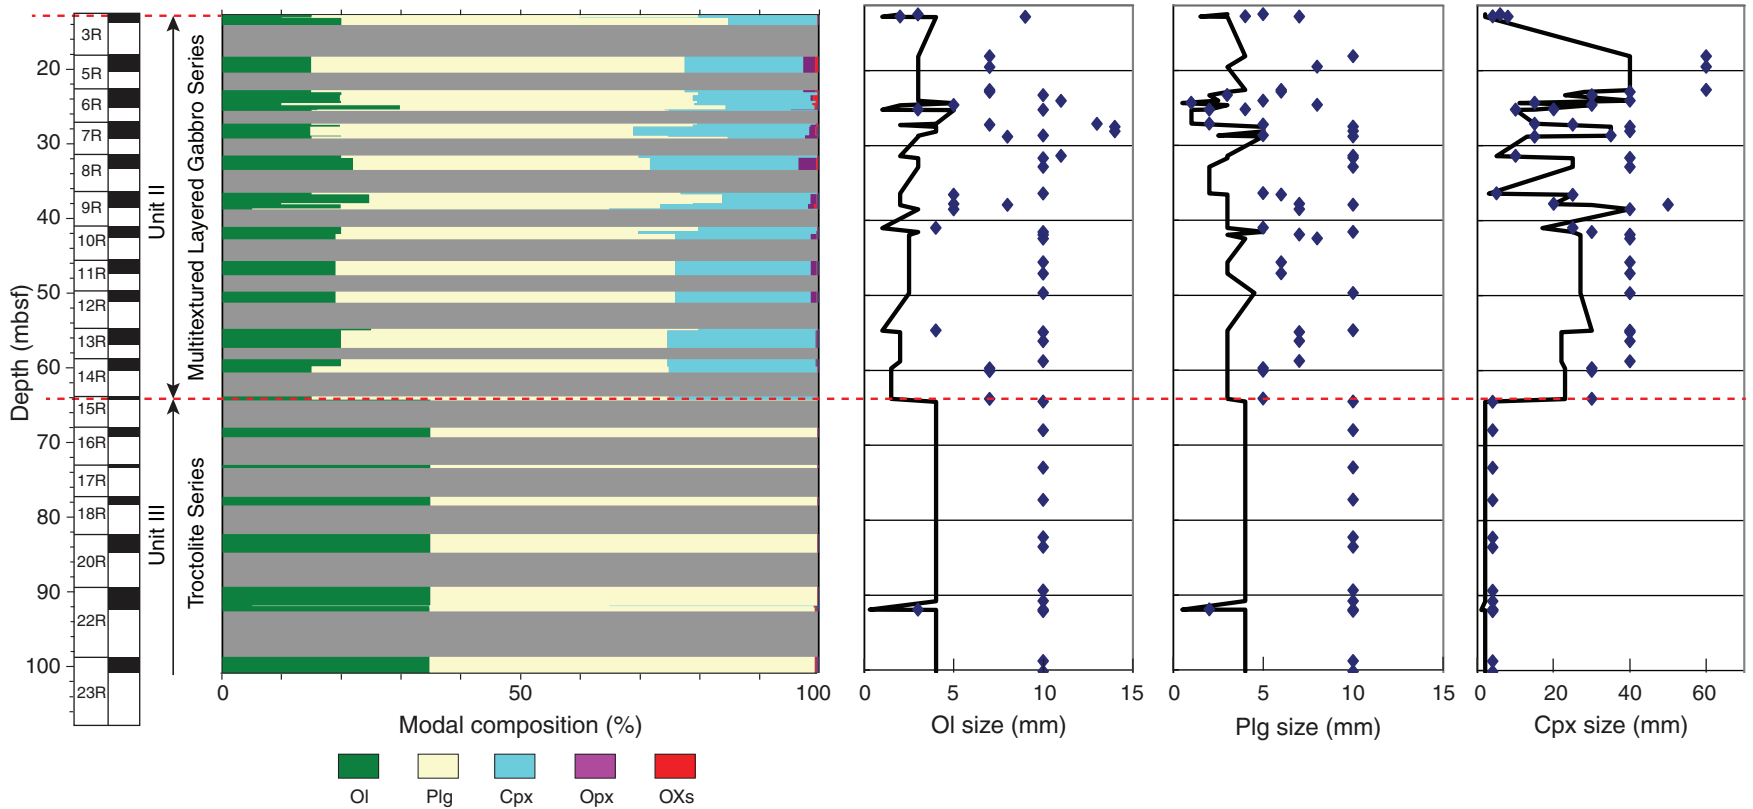 Depth (mbsf)
20
30
40
50
60
70
80
90
100
3R
5R
6R
7R
8R
9R
10R
11R
12R
13R
14R
15R
16R
17R
18R
20R
22R
23R
Unit II
Multitextured Layered Gabbro Series
Unit III
Troctolite Series
0 50 100
Modal composition (%)
0 5 10 15
Ol size (mm)
0 5 10 15
Plg size (mm)
0 20 40 60
Cpx size (mm)
Ol Plg Cpx Opx OXs